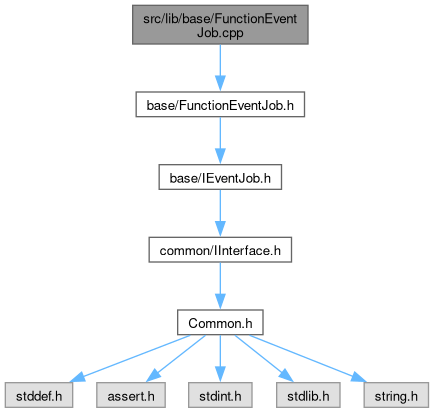 src/lib/base/FunctionEvent
Job.cpp
base/FunctionEventJob.h
base/IEventJob.h
common/IInterface.h
Common.h
stddef.h
assert.h
stdint.h
stdlib.h
string.h